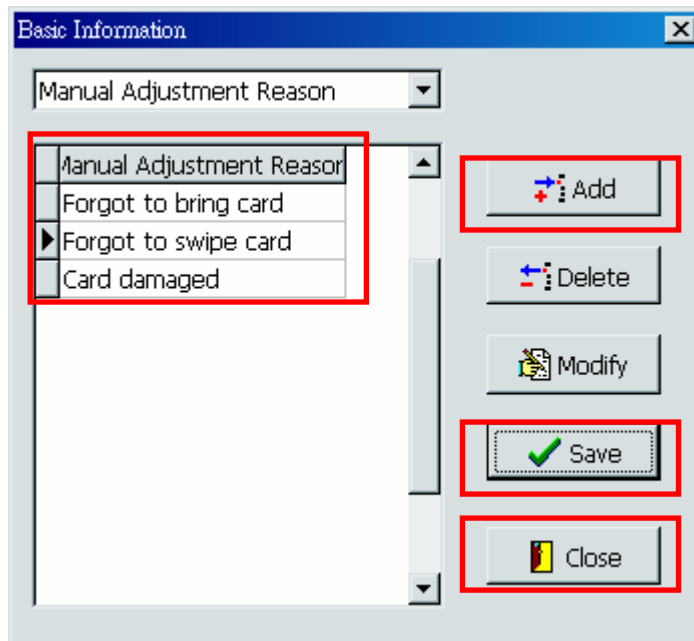 Basic Information
Manual Adjustment Reason
Manual Adjustment Reason
Forgot to bring card
Forgot to swipe card
Card damaged
Add
Delete
Modify
Save
Close